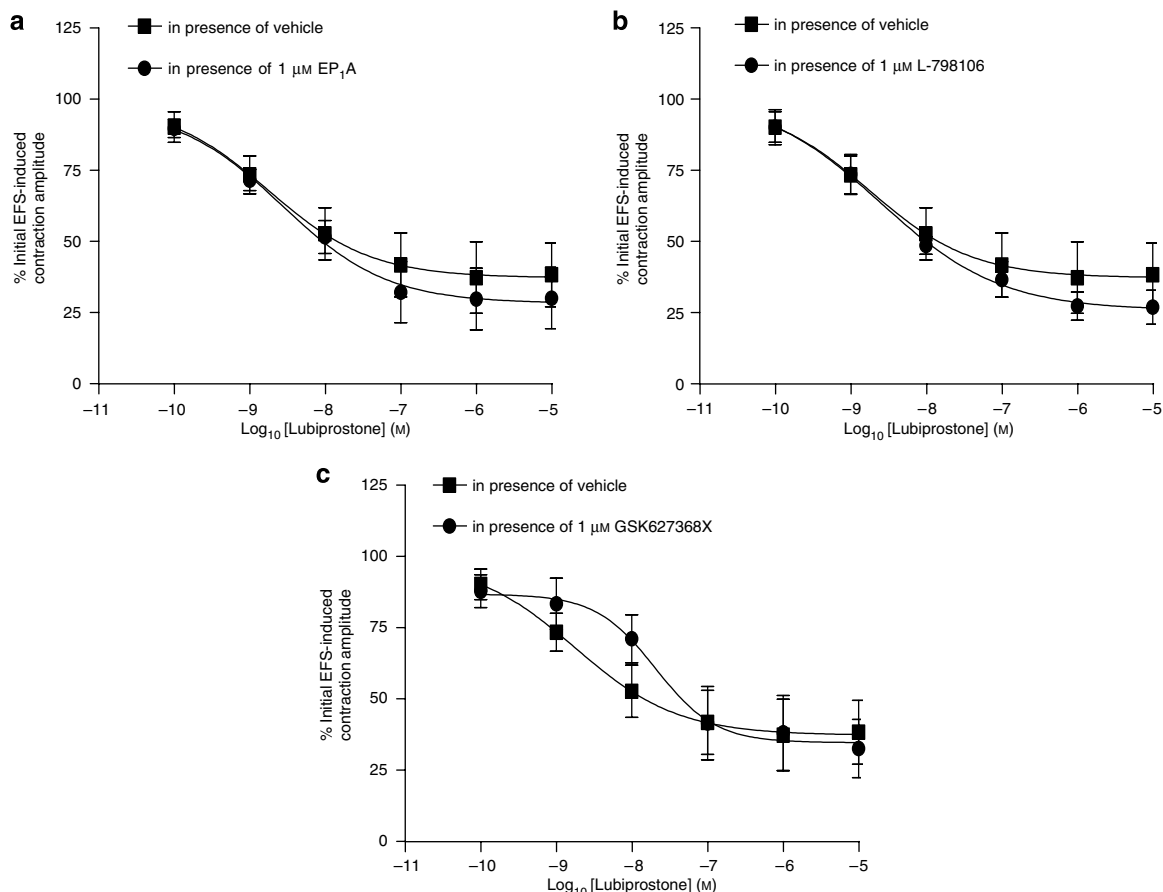 a
125
100
75
50
25
0
% Initial EFS-induced
contraction amplitude
in presence of vehicle
in presence of 1 μM EP₁A
−11
−10
−9
−8
−7
−6
−5
Log₁₀ [Lubiprostone] (M)
b
125
100
75
50
25
0
% Initial EFS-induced
contraction amplitude
in presence of vehicle
in presence of 1 μM L-798106
−11
−10
−9
−8
−7
−6
−5
Log₁₀ [Lubiprostone] (M)
c
125
100
75
50
25
0
% Initial EFS-induced
contraction amplitude
in presence of vehicle
in presence of 1 μM GSK627368X
−11
−10
−9
−8
−7
−6
−5
Log₁₀ [Lubiprostone] (M)